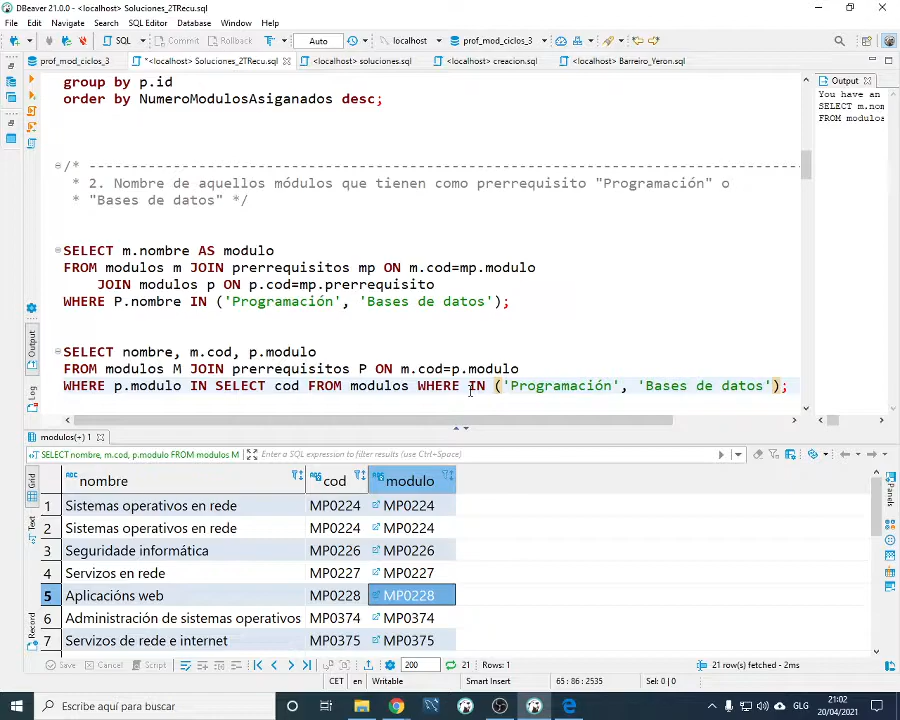 DBeaver 21.0.0 - <localhost> Soluciones_2TRecu.sql
File Edit Navigate Search SQL Editor Database Window Help
SQL Commit Rollback Auto localhost prof_mod_ciclos_3
prof_mod_ciclos_3 *<localhost> Soluciones_2TRecu.sql <localhost> soluciones.sql <localhost> creacion.sql <localhost> Barreiro_Yeron.sql
group by p.id
order by NumeroModulosAsiganados desc;
/* ------------------------------------------------------------------------------------
* 2. Nombre de aquellos módulos que tienen como prerrequisito "Programación" o
* "Bases de datos" */
SELECT m.nombre AS modulo
FROM modulos m JOIN prerrequisitos mp ON m.cod=mp.modulo
JOIN modulos p ON p.cod=mp.prerrequisito
WHERE P.nombre IN ('Programación', 'Bases de datos');
SELECT nombre, m.cod, p.modulo
FROM modulos M JOIN prerrequisitos P ON m.cod=p.modulo
WHERE p.modulo IN SELECT cod FROM modulos WHERE IN ('Programación', 'Bases de datos');
Output
You have an
SELECT m.nom
FROM modulos
Output
Log
modulos(+) 1
SELECT nombre, m.cod, p.modulo FROM modulos M Enter a SQL expression to filter results (use Ctrl+Space)
Grid
Text
Record
Panels
nombre cod modulo
1 Sistemas operativos en rede MP0224 MP0224
2 Sistemas operativos en rede MP0224 MP0224
3 Seguridade informática MP0226 MP0226
4 Servizos en rede MP0227 MP0227
5 Aplicacións web MP0228 MP0228
6 Administración de sistemas operativos MP0374 MP0374
7 Servizos de rede e internet MP0375 MP0375
Save Cancel Script 200 21 Rows: 1 21 row(s) fetched - 2ms
CET en Writable Smart Insert 65 : 86 : 2535 Sel: 0 | 0
Escribe aquí para buscar
GLG
21:02
20/04/2021